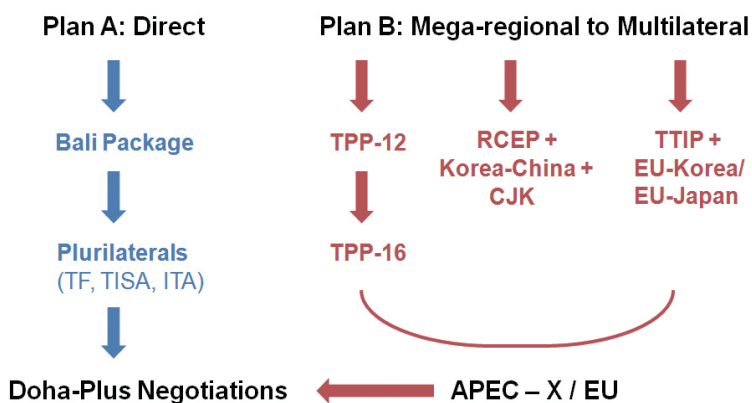 Plan A: Direct
Plan B: Mega-regional to Multilateral
Bali Package
TPP-12
RCEP +
Korea-China +
CJK
TTIP +
EU-Korea/
EU-Japan
Plurilaterals
(TF, TISA, ITA)
TPP-16
Doha-Plus Negotiations
APEC – X / EU